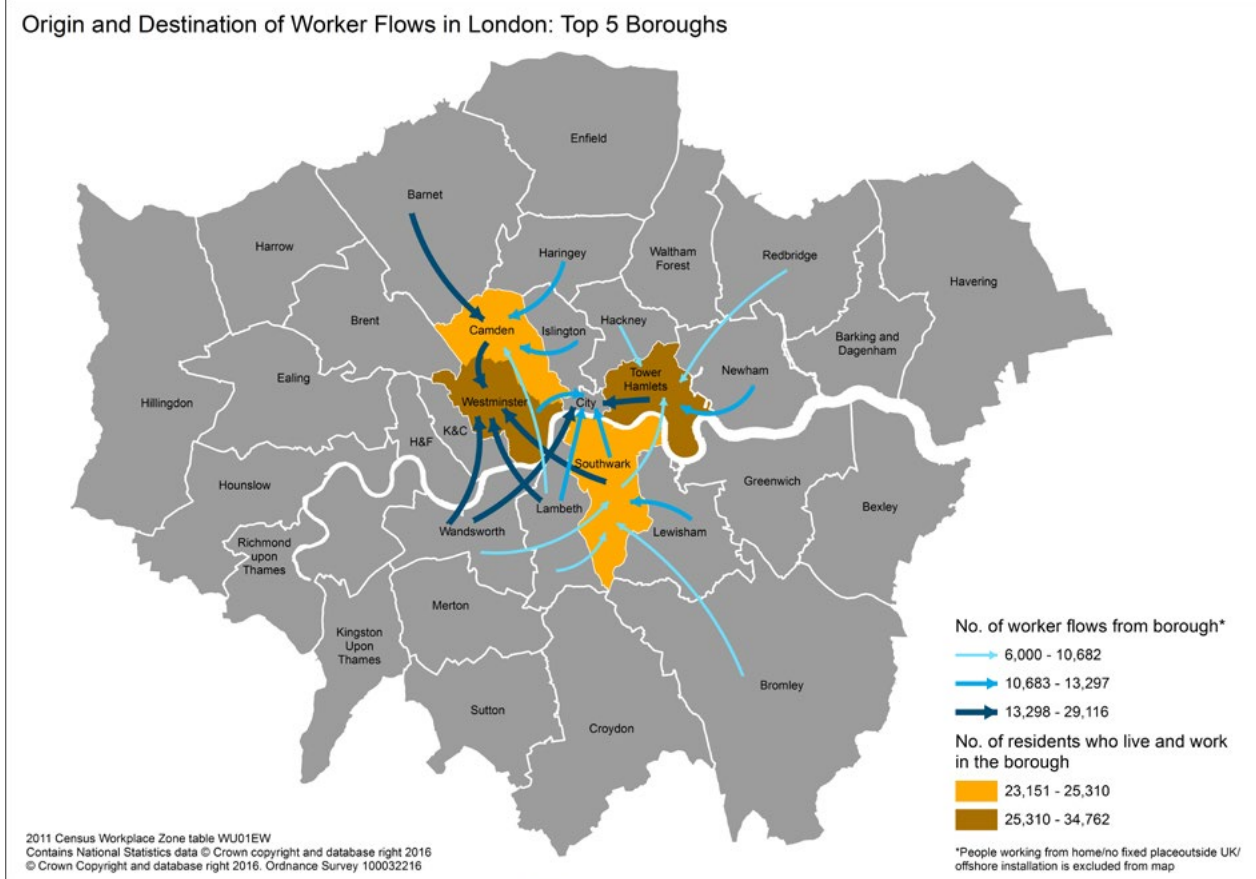 Origin and Destination of Worker Flows in London: Top 5 Boroughs
Enfield
Barnet
Harrow
Haringey
Waltham
Forest
Redbridge
Havering
Brent
Camden
Islington
Hackney
Barking and
Dagenham
Ealing
Tower
Hamlets
Newham
Hillingdon
Westminster
City
K&C
H&F
Southwark
Hounslow
Greenwich
Bexley
Lambeth
Wandsworth
Lewisham
Richmond
upon
Thames
Merton
Kingston
Upon
Thames
Bromley
Sutton
Croydon
No. of worker flows from borough*
6,000 - 10,682
10,683 - 13,297
13,298 - 29,116
No. of residents who live and work
in the borough
23,151 - 25,310
25,310 - 34,762
2011 Census Workplace Zone table WU01EW
Contains National Statistics data © Crown copyright and database right 2016
© Crown Copyright and database right 2016. Ordnance Survey 100032216
*People working from home/no fixed placeoutside UK/
offshore installation is excluded from map